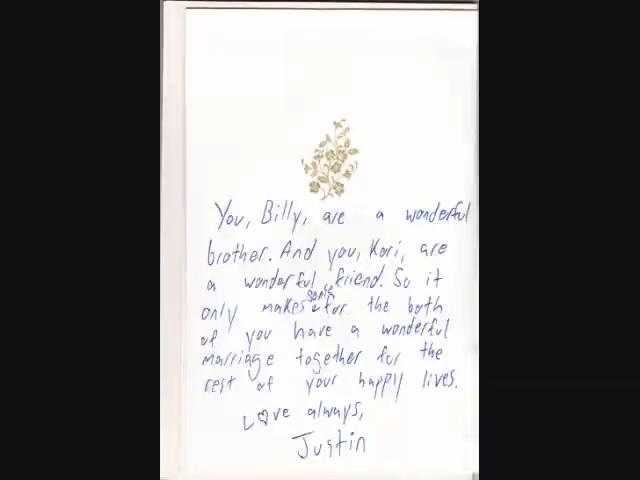 You, Billy, are a wonderful
brother. And you, Kori, are
a wonderful friend. So it
only makes sense for the both
of you have a wonderful
marriage together for the
rest of your happy lives.
Love always,
Justin